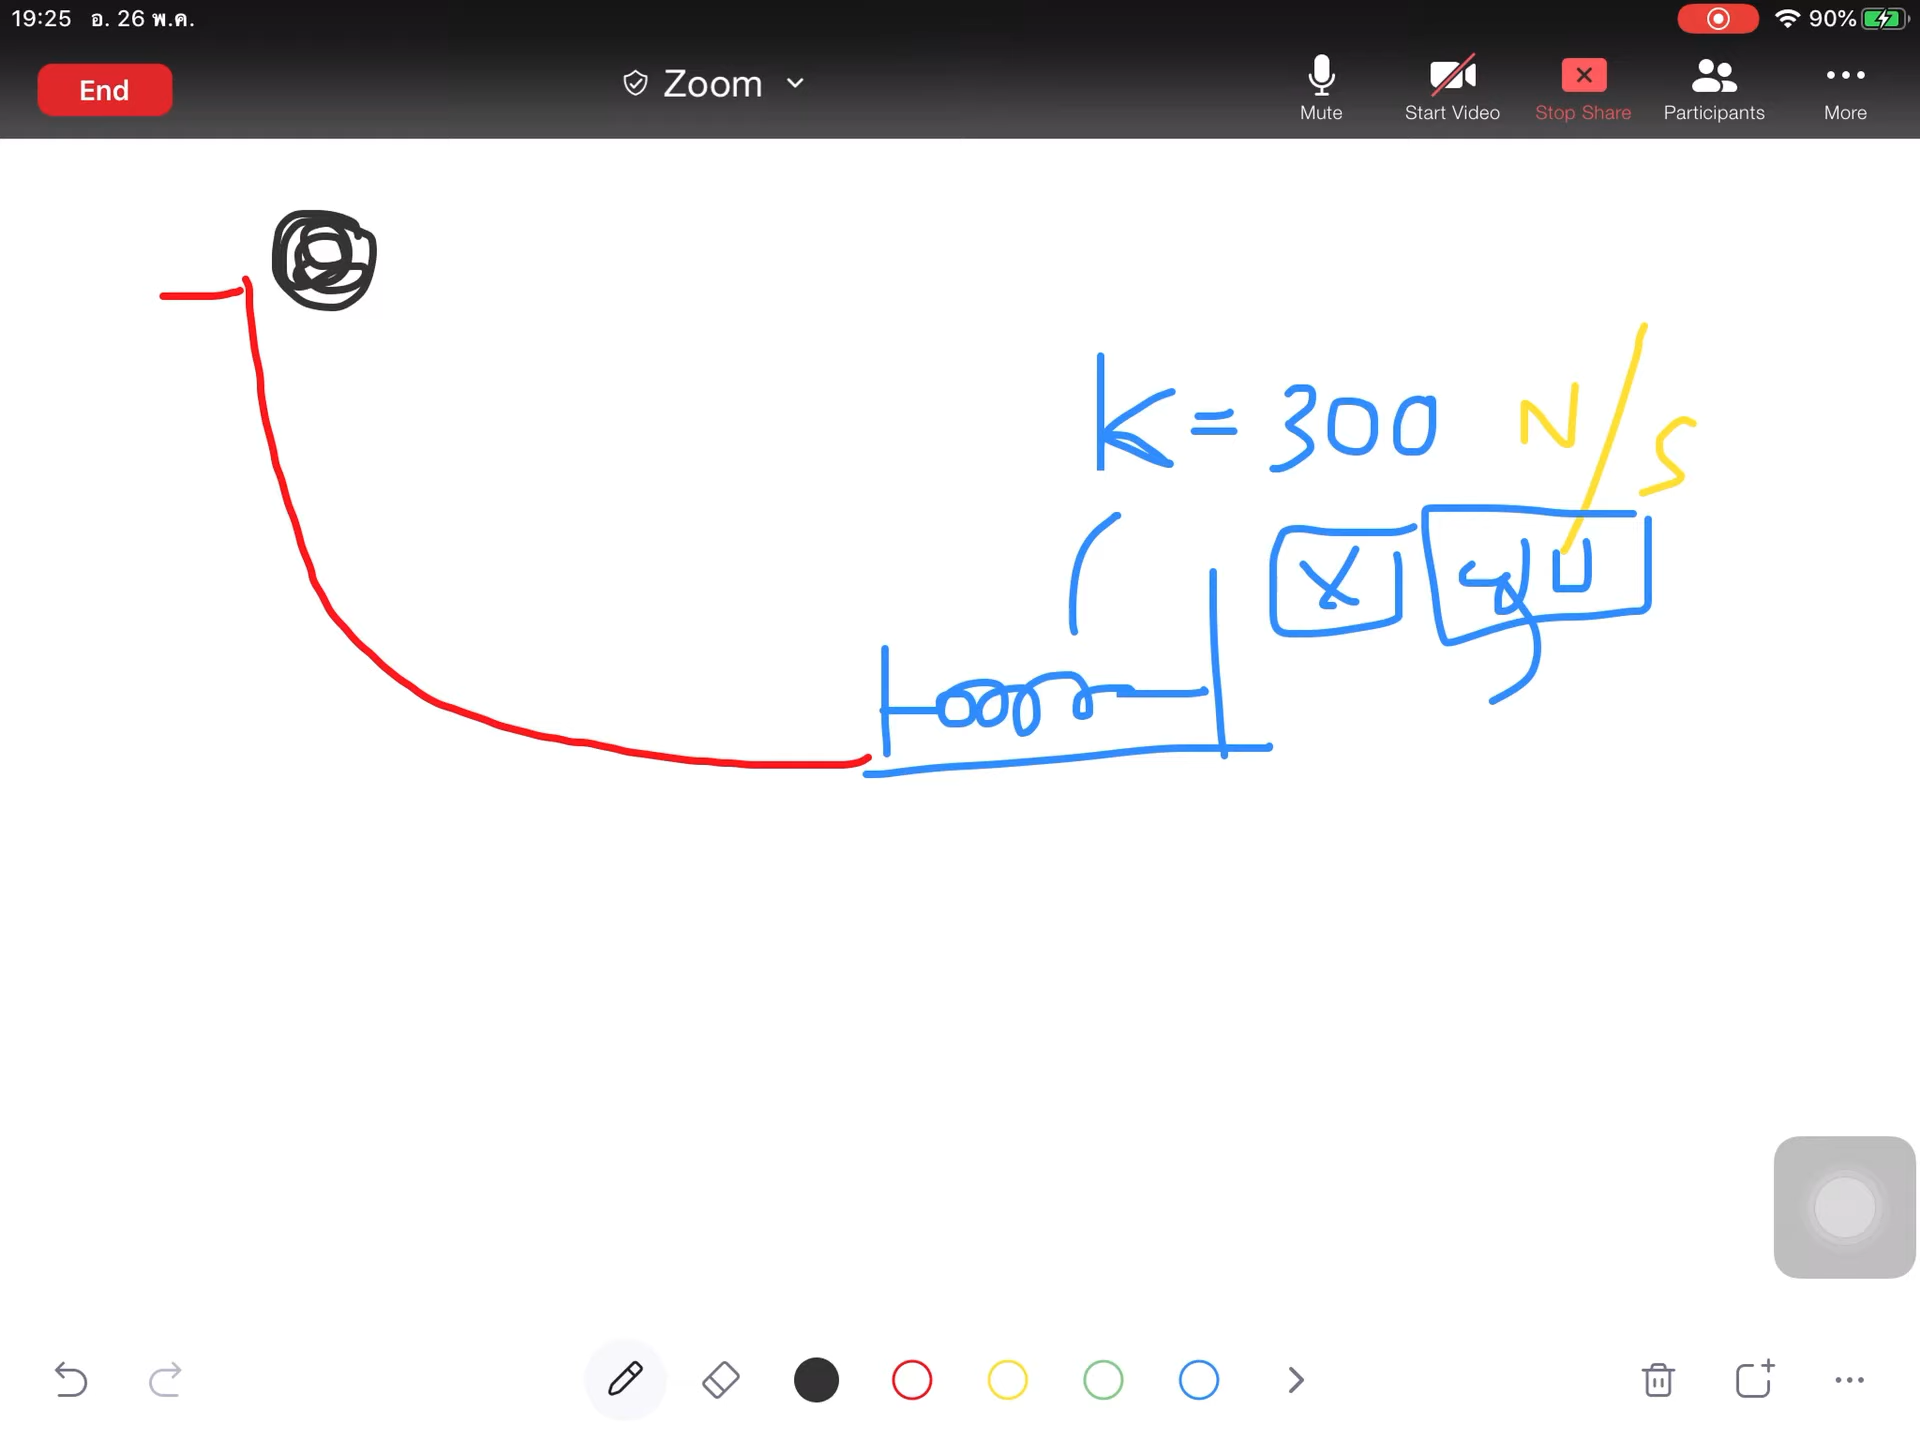 19:25 อ. 26 พ.ค. 90%
End Zoom Mute Start Video Stop Share Participants More
k = 300 N/S
x